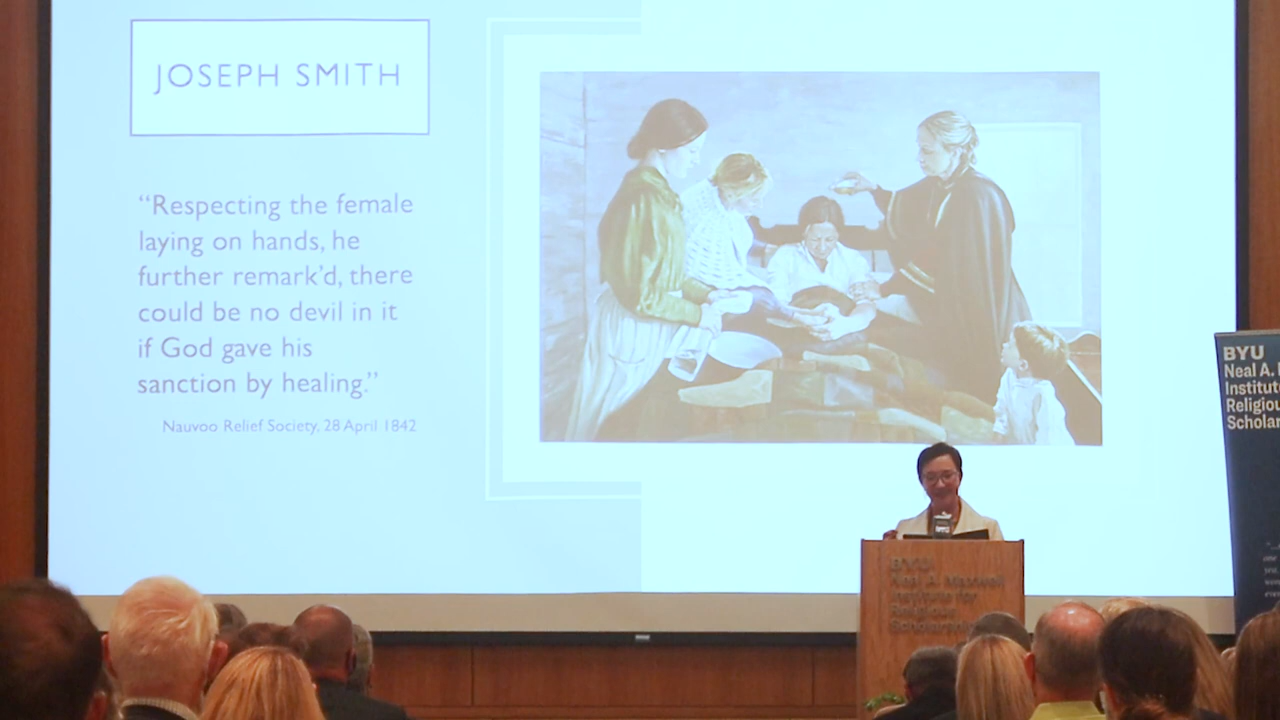 JOSEPH SMITH
“Respecting the female
laying on hands, he
further remark’d, there
could be no devil in it
if God gave his
sanction by healing.”
Nauvoo Relief Society, 28 April 1842
BYU
Neal A.
Institut
Religiou
Scholar
BYU
Neal A. Maxwell
Institute for
Religious
Scholarship